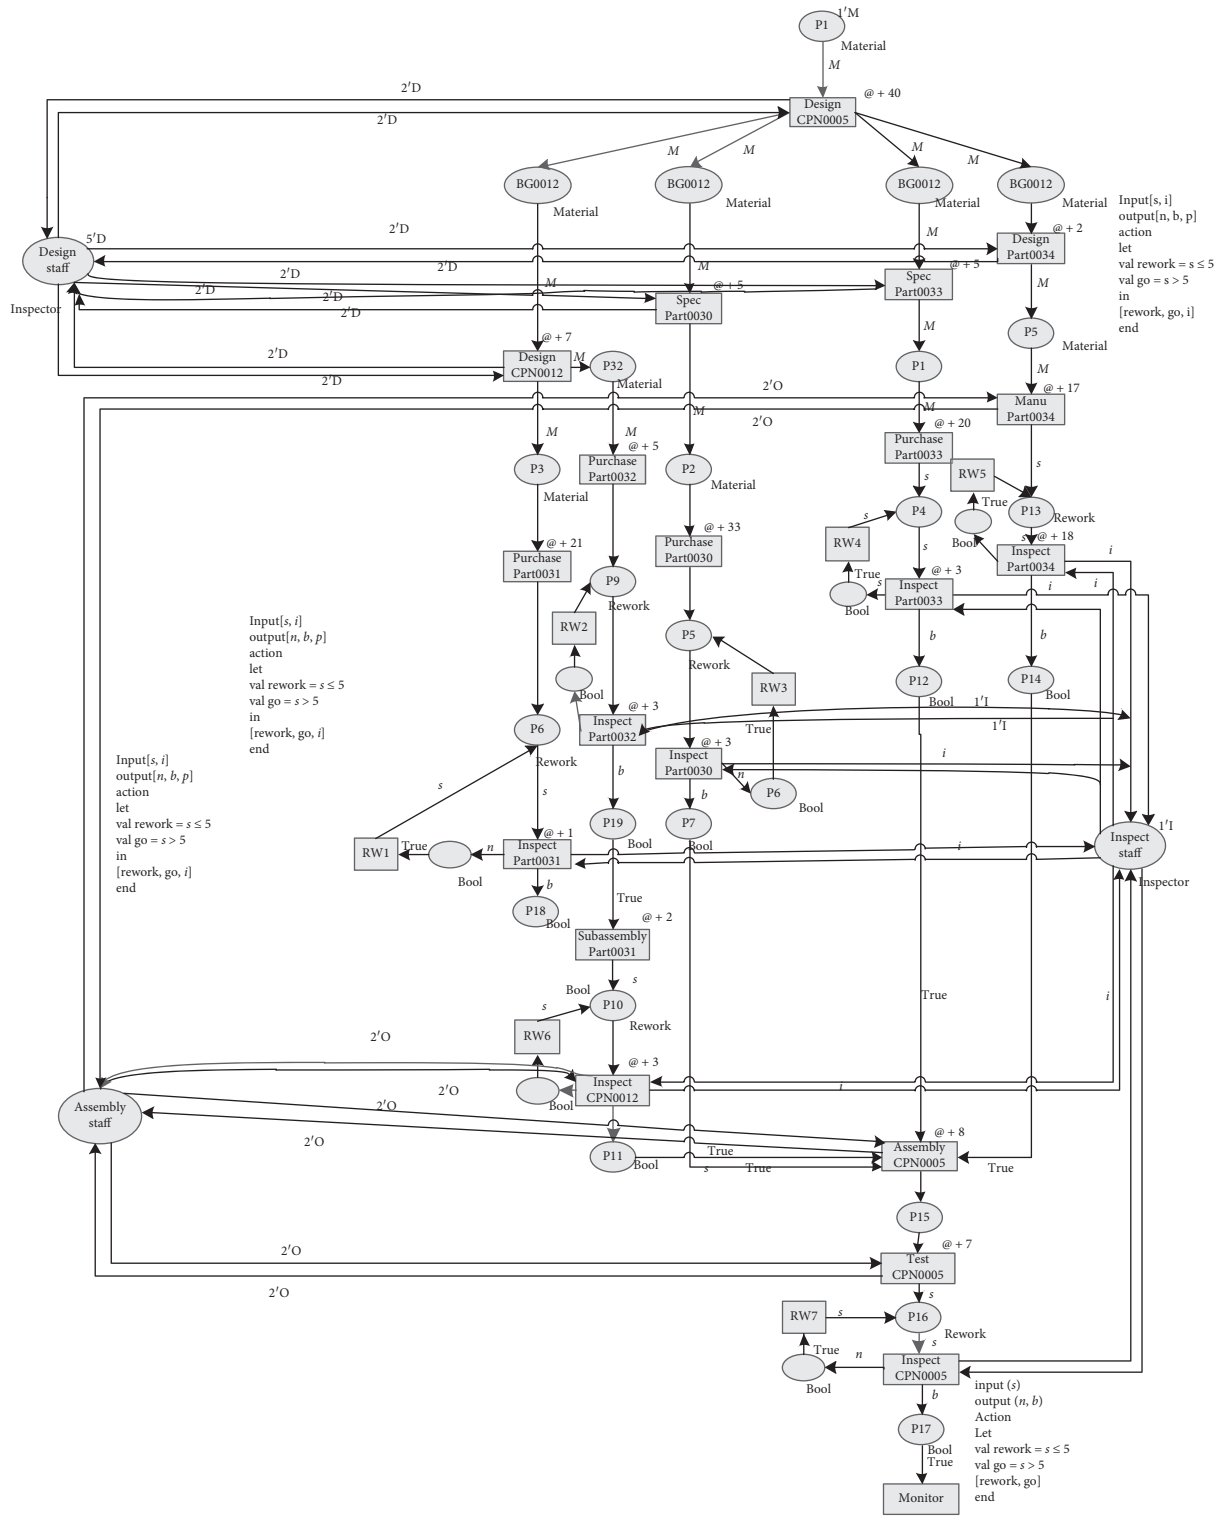 P1
1′M
Material
M
@ + 40
Design
CPN0005
2′D
2′D
M
M
M
M
BG0012
Material
BG0012
Material
BG0012
Material
BG0012
Material
Input[s, i]
output[n, b, p]
action
let
val rework = s ≤ 5
val go = s > 5
in
[rework, go, i]
end
Design
staff
5′D
Inspector
2′D
2′D
2′D
2′D
2′D
2′D
M
M
M
@ + 2
Design
Part0034
@ + 5
Spec
Part0033
@ + 5
Spec
Part0030
M
M
P5
Material
M
@ + 7
Design
CPN0012
M
P32
Material
2′D
2′D
P1
2′O
2′O
@ + 17
Manu
Part0034
M
M
M
M
@ + 20
Purchase
Part0033
@ + 5
Purchase
Part0032
P3
Material
P2
Material
s
s
RW5
True
Bool
P13
Rework
P4
s
RW4
True
Bool
s
s
s
@ + 18
Inspect
Part0034
i
i
i
@ + 33
Purchase
Part0030
@ + 21
Purchase
Part0031
@ + 3
Inspect
Part0033
P9
Rework
RW2
Bool
P5
Rework
RW3
True
b
b
P12
Bool
P14
Bool
Input[s, i]
output[n, b, p]
action
let
val rework = s ≤ 5
val go = s > 5
in
[rework, go, i]
end
P6
Rework
@ + 3
Inspect
Part0032
1′I
1′I
@ + 3
Inspect
Part0030
n
P6
Bool
i
b
b
Input[s, i]
output[n, b, p]
action
let
val rework = s ≤ 5
val go = s > 5
in
[rework, go, i]
end
s
s
P19
Bool
P7
Bool
@ + 1
Inspect
Part0031
RW1
True
n
Bool
i
1′I
Inspect
staff
Inspector
b
P18
Bool
True
@ + 2
Subassembly
Part0031
s
Bool
P10
Rework
s
RW6
True
i
2′O
@ + 3
Inspect
CPN0012
Bool
i
2′O
2′O
2′O
Assembly
staff
@ + 8
Assembly
CPN0005
P11
Bool
True
s
True
True
P15
@ + 7
Test
CPN0005
2′O
2′O
s
RW7
s
P16
Rework
True
s
n
Bool
Inspect
CPN0005
b
input (s)
output (n, b)
Action
Let
val rework = s ≤ 5
val go = s > 5
[rework, go]
end
P17
Bool
True
Monitor